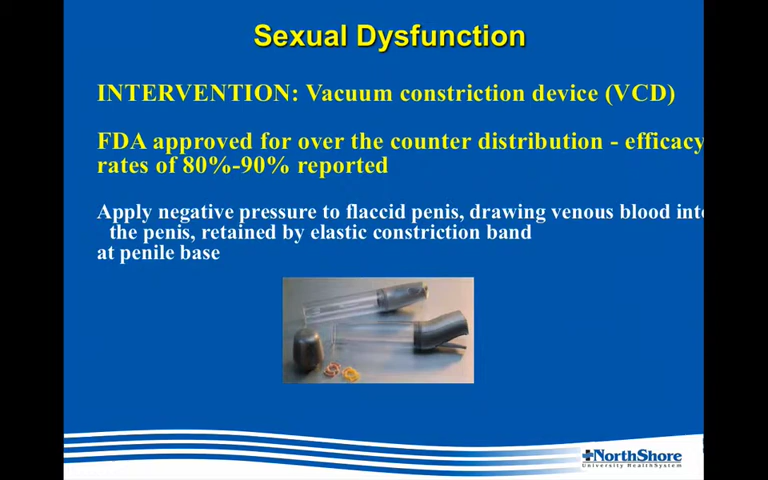 Sexual Dysfunction
INTERVENTION: Vacuum constriction device (VCD)
FDA approved for over the counter distribution - efficacy
rates of 80%-90% reported
Apply negative pressure to flaccid penis, drawing venous blood into
the penis, retained by elastic constriction band
at penile base
NorthShore
University HealthSystem